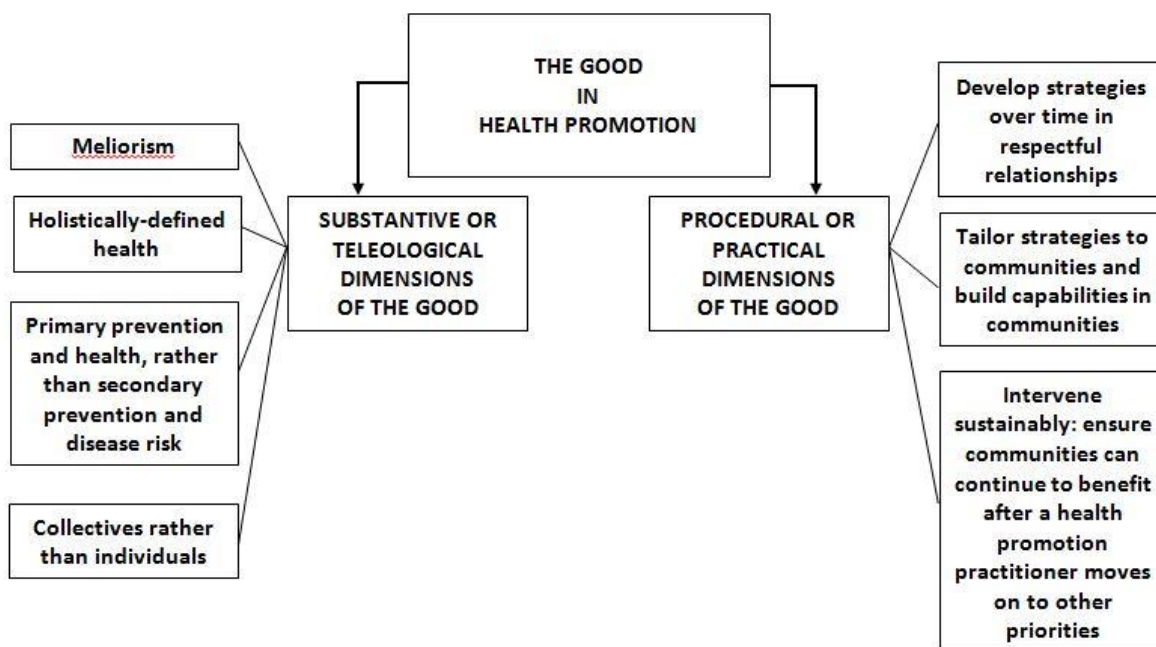 THE GOOD
IN
HEALTH PROMOTION
SUBSTANTIVE OR
TELEOLOGICAL
DIMENSIONS
OF THE GOOD
Meliorism
Holistically-defined
health
Primary prevention
and health, rather
than secondary
prevention and
disease risk
Collectives rather
than individuals
PROCEDURAL OR
PRACTICAL
DIMENSIONS
OF THE GOOD
Develop strategies
over time in
respectful
relationships
Tailor strategies to
communities and
build capabilities in
communities
Intervene
sustainably: ensure
communities can
continue to benefit
after a health
promotion
practitioner moves
on to other
priorities